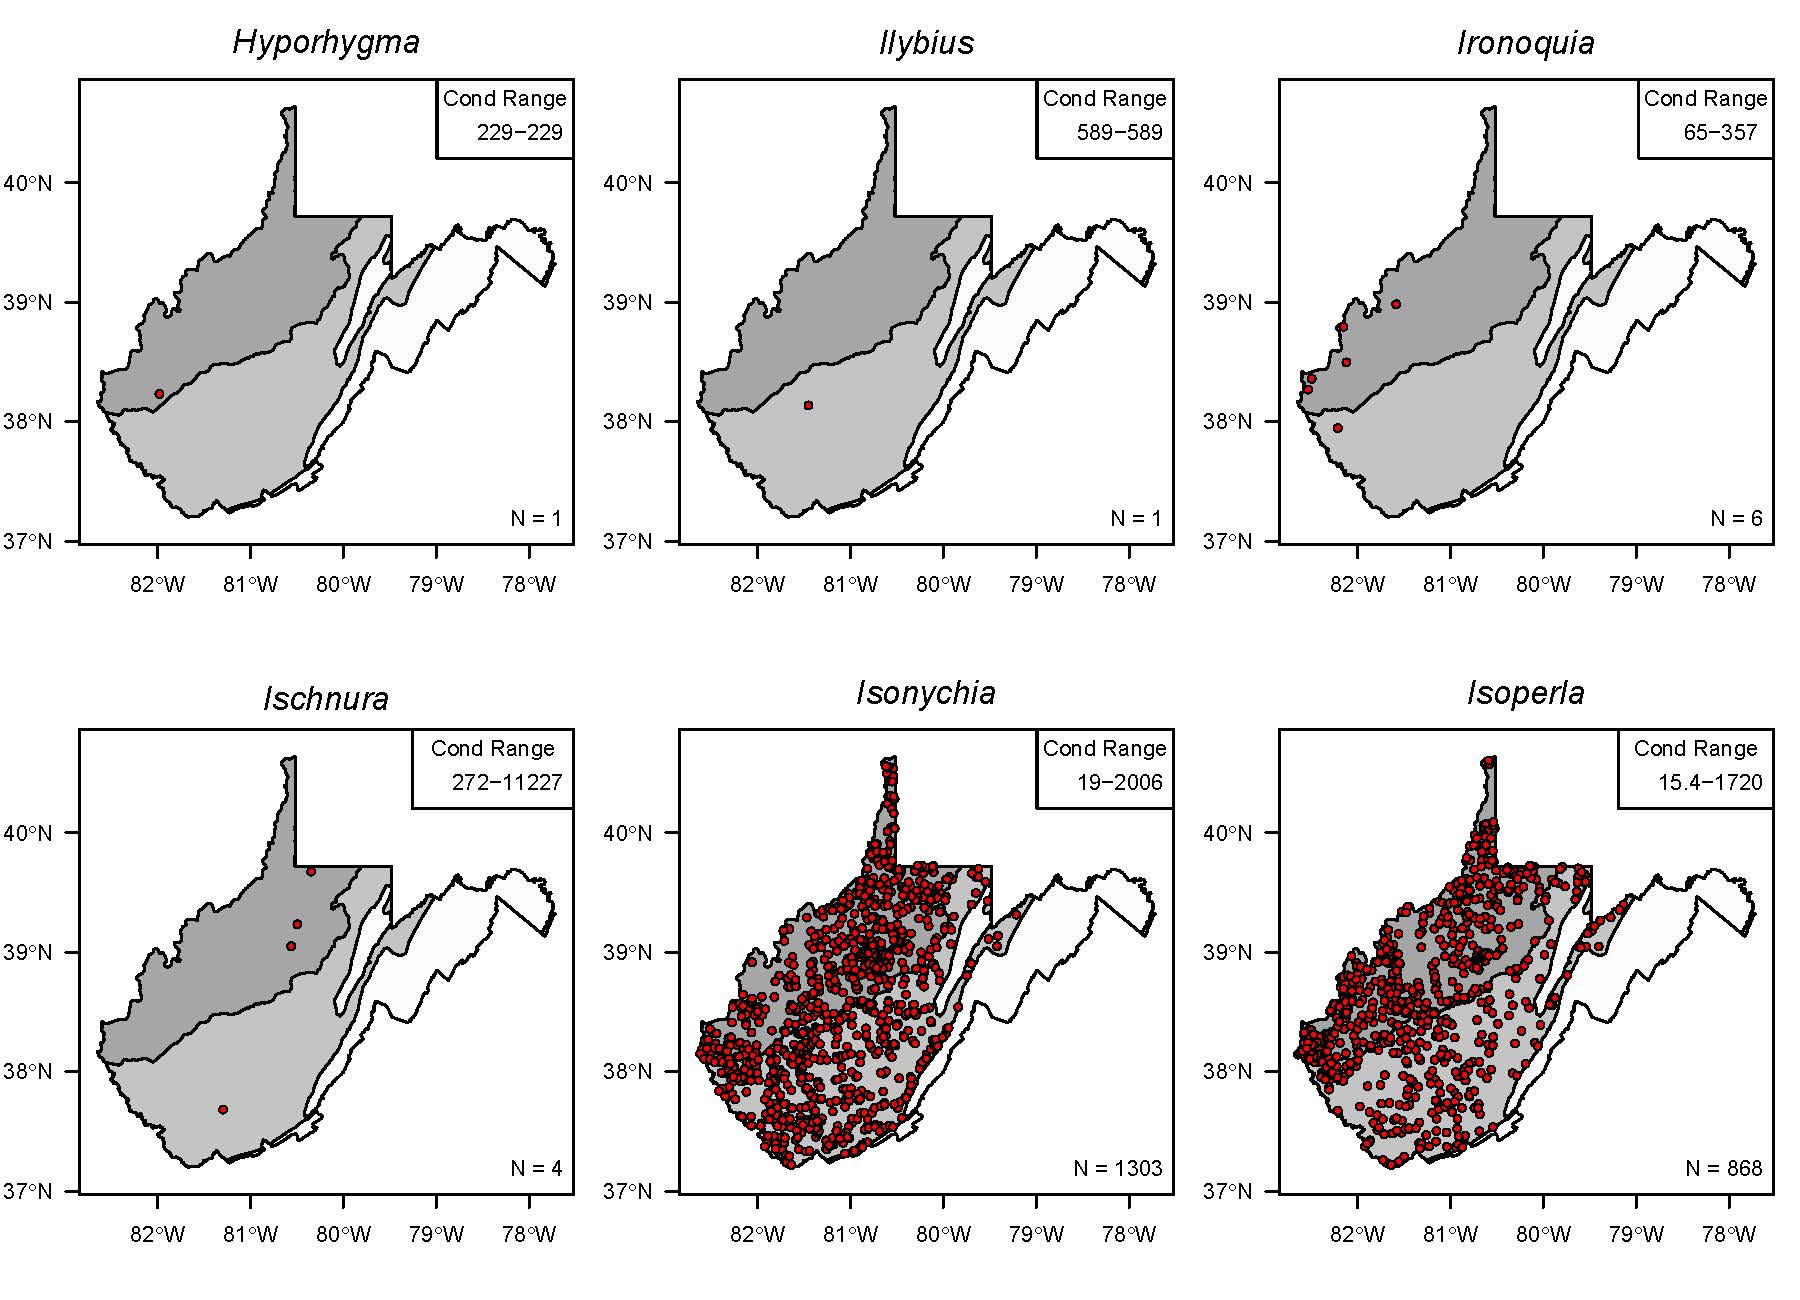 Hyporhygma
Cond Range
229−229
40°N
39°N
38°N
37°N
N = 1
82°W 81°W 80°W 79°W 78°W
Ilybius
Cond Range
589−589
40°N
39°N
38°N
37°N
N = 1
82°W 81°W 80°W 79°W 78°W
Ironoquia
Cond Range
65−357
40°N
39°N
38°N
37°N
N = 6
82°W 81°W 80°W 79°W 78°W
Ischnura
Cond Range
272−11227
40°N
39°N
38°N
37°N
N = 4
82°W 81°W 80°W 79°W 78°W
Isonychia
Cond Range
19−2006
40°N
39°N
38°N
37°N
N = 1303
82°W 81°W 80°W 79°W 78°W
Isoperla
Cond Range
15.4−1720
40°N
39°N
38°N
37°N
N = 868
82°W 81°W 80°W 79°W 78°W